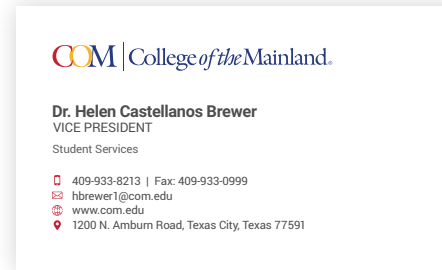 COM | College of the Mainland.
Dr. Helen Castellanos Brewer
VICE PRESIDENT
Student Services
409-933-8213 | Fax: 409-933-0999
hbrewer1@com.edu
www.com.edu
1200 N. Amburn Road, Texas City, Texas 77591